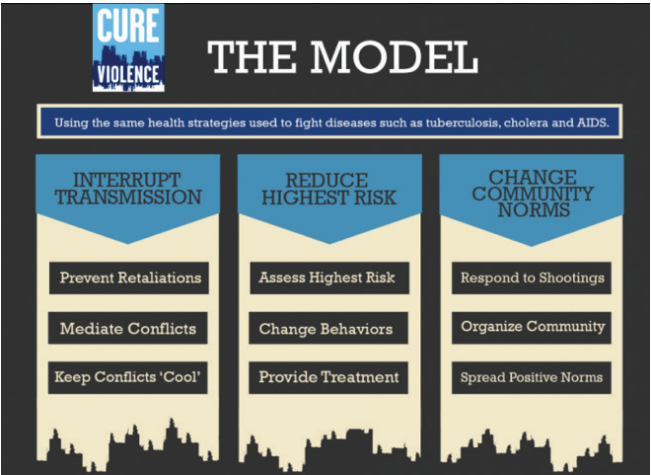 CURE
VIOLENCE
THE MODEL
Using the same health strategies used to fight diseases such as tuberculosis, cholera and AIDS.
INTERRUPT
TRANSMISSION
Prevent Retaliations
Mediate Conflicts
Keep Conflicts ‘Cool’
REDUCE
HIGHEST RISK
Assess Highest Risk
Change Behaviors
Provide Treatment
CHANGE
COMMUNITY
NORMS
Respond to Shootings
Organize Community
Spread Positive Norms